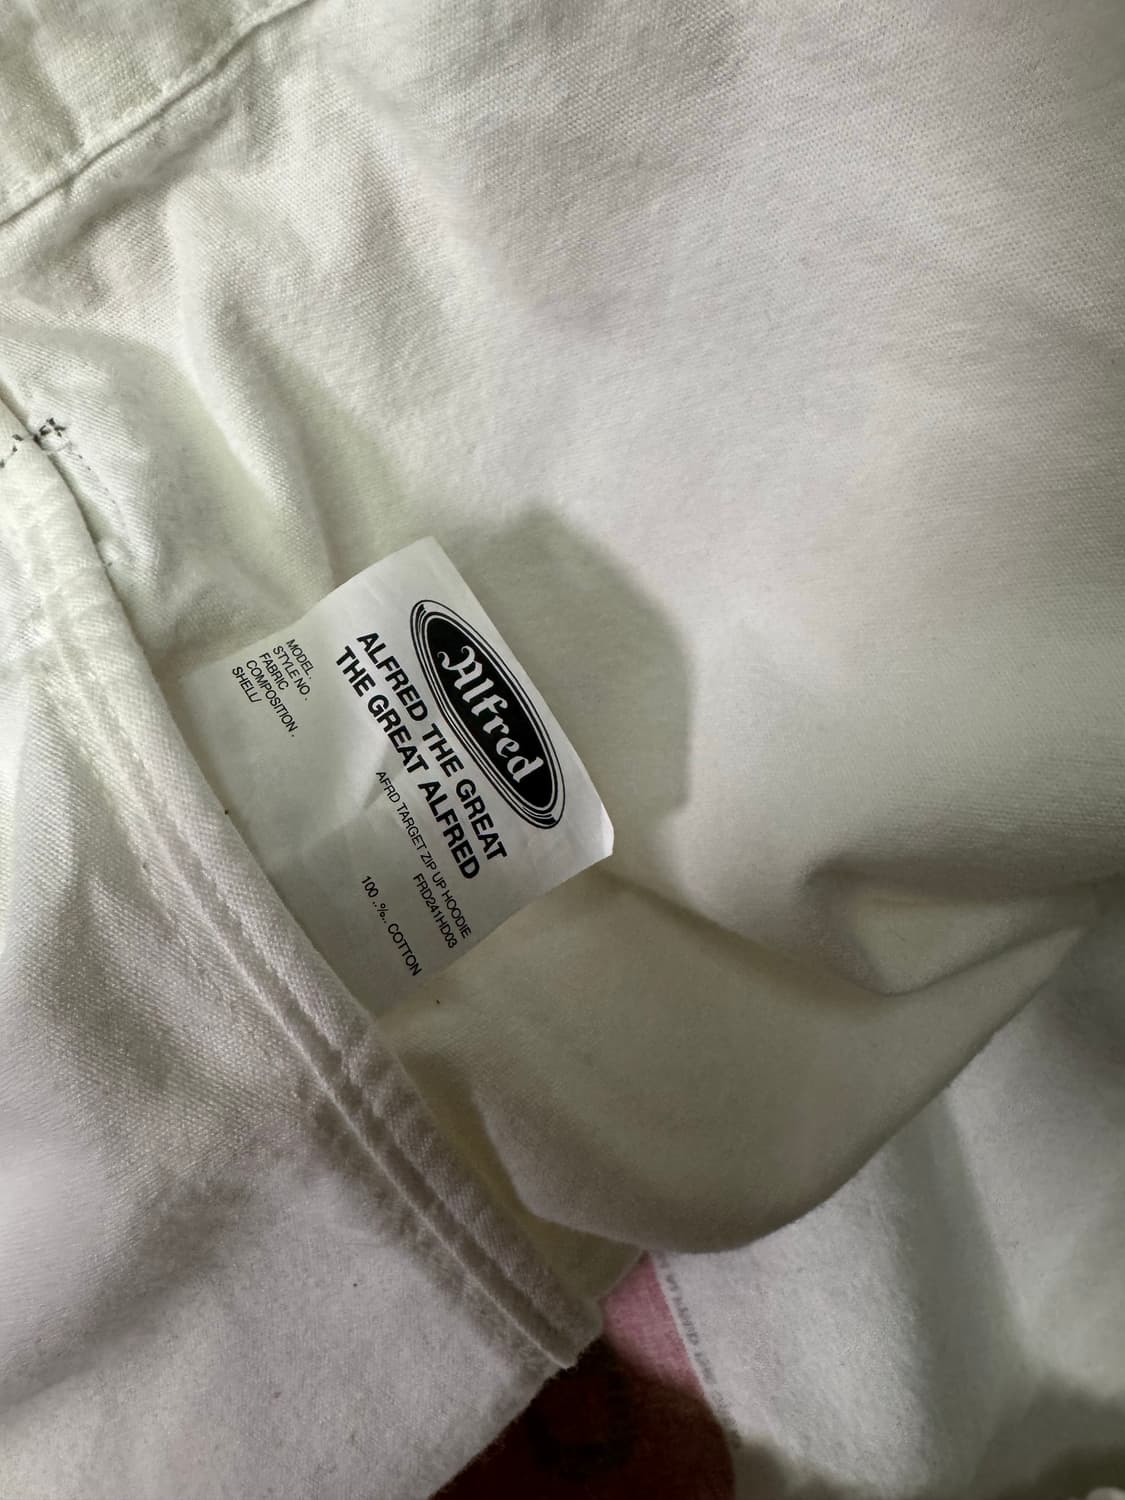 Alfred
ALFRED THE GREAT
THE GREAT ALFRED
MODEL.
AFRD TARGET ZIP UP HOODIE
STYLE NO.
FRD241HD03
FABRIC
COMPOSITION.
SHELL/
100 ..%.. COTTON